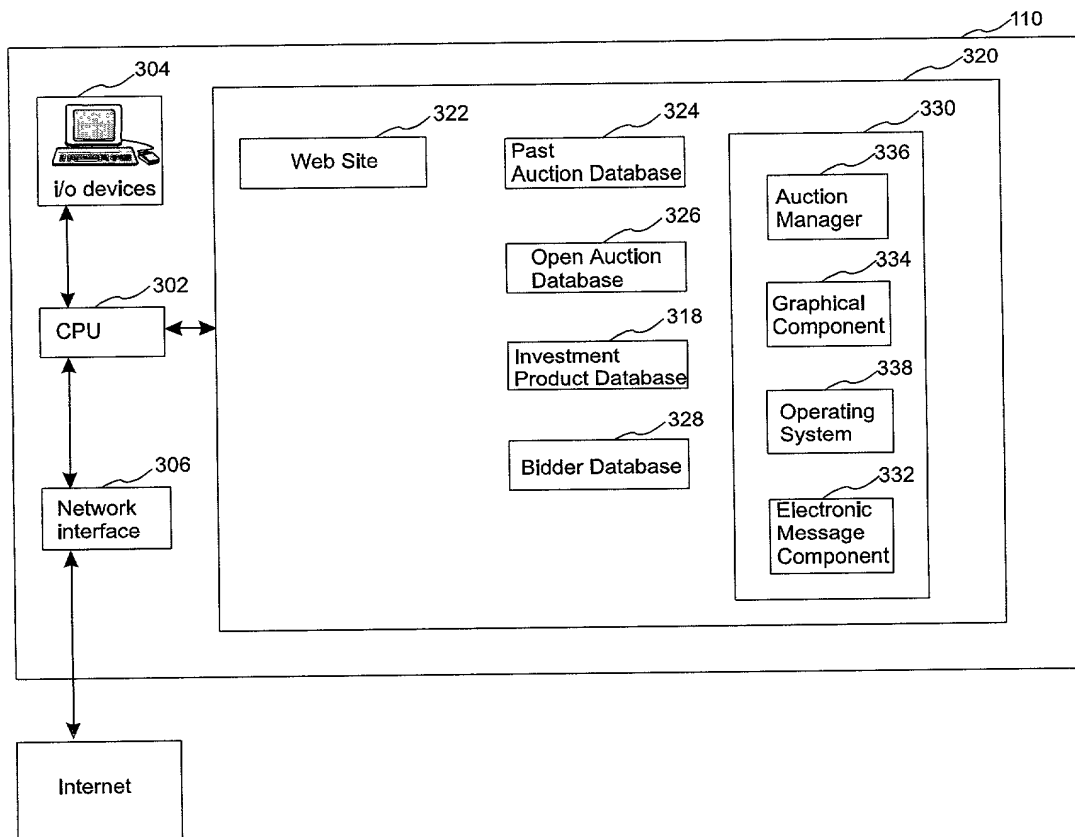 110
304
320
322
324
330
336
i/o devices
Web Site
Past
Auction Database
Auction
Manager
326
Open Auction
Database
334
Graphical
Component
302
CPU
318
Investment
Product Database
338
Operating
System
328
Bidder Database
306
Network
interface
332
Electronic
Message
Component
Internet